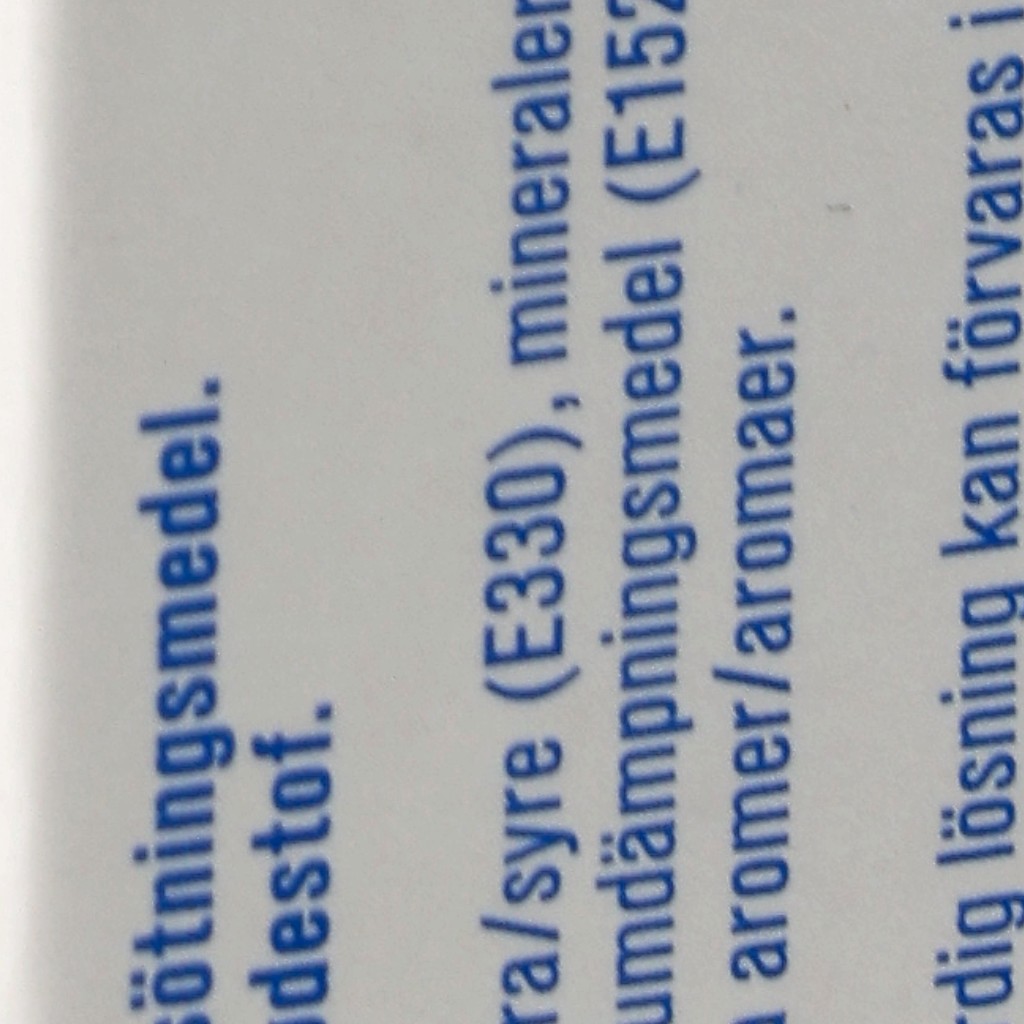 sötningsmedel.
destof.
ra/syre (E330), mineraler
umdämpningsmedel (E152
aromer/aromaer.
dig lösning kan förvaras i